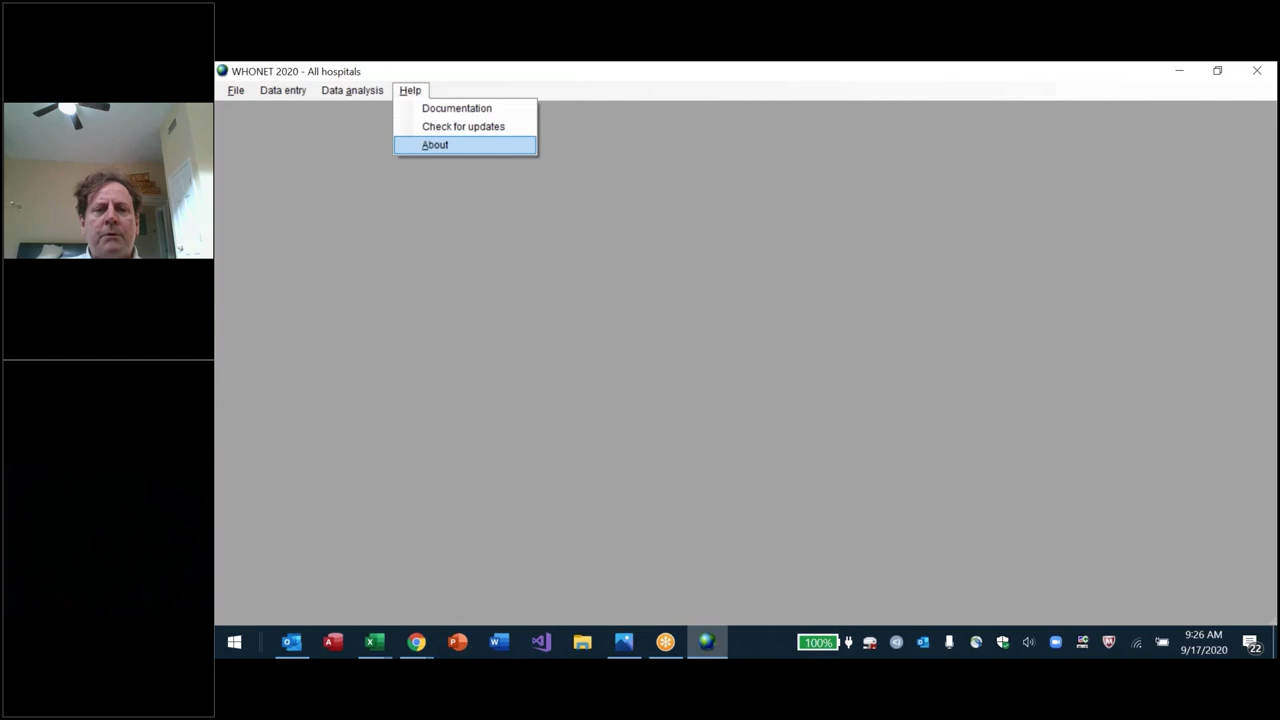 WHONET 2020 - All hospitals
File Data entry Data analysis Help
Documentation
Check for updates
About
100%
9:26 AM
9/17/2020
22